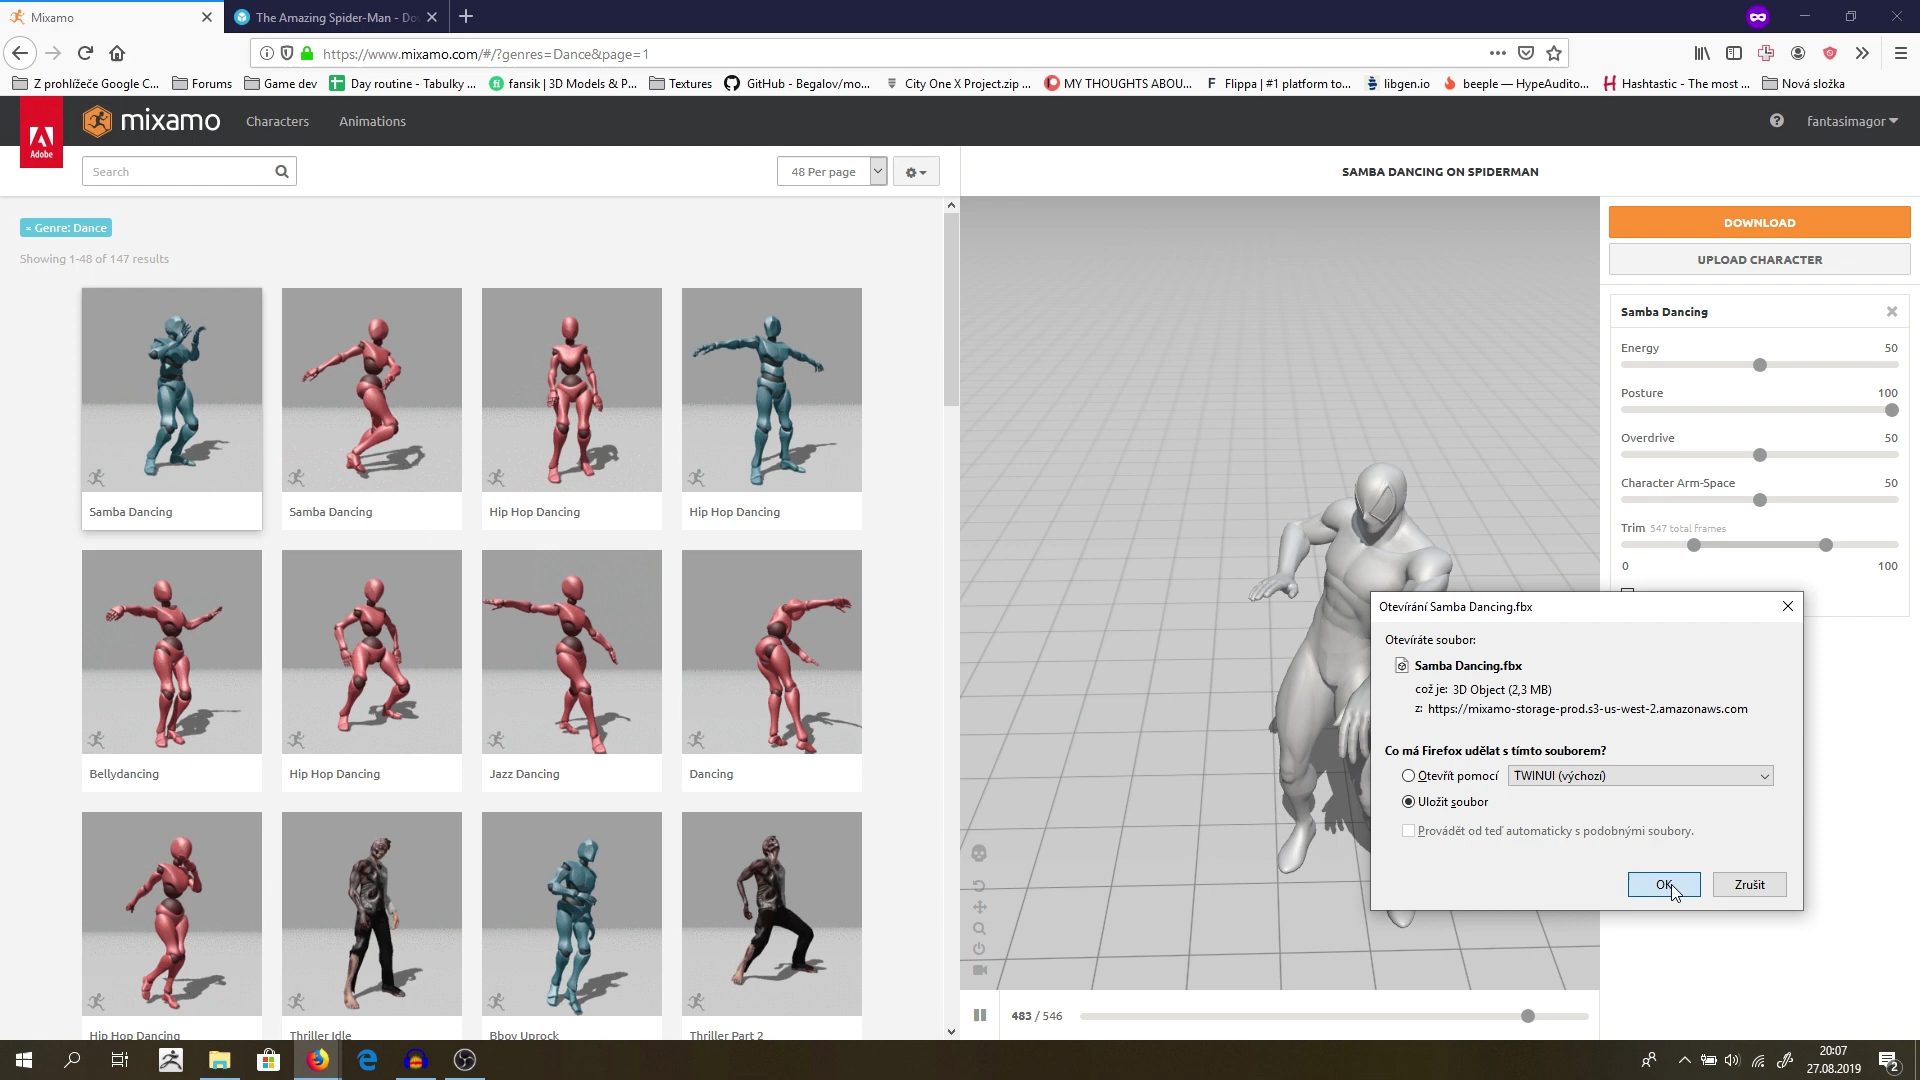 Mixamo
The Amazing Spider-Man - Do
https://www.mixamo.com/#/?genres=Dance&page=1
Z prohlížeče Google C...
Forums
Game dev
Day routine - Tabulky ...
fansik | 3D Models & P...
Textures
GitHub - Begalov/mo...
City One X Project.zip ...
MY THOUGHTS ABOU...
Flippa | #1 platform to...
libgen.io
beeple — HypeAudito...
Hashtastic - The most ...
Nová složka
Adobe
mixamo
Characters
Animations
fantasimagor
Search
48 Per page
SAMBA DANCING ON SPIDERMAN
« Genre: Dance
Showing 1-48 of 147 results
Samba Dancing
Samba Dancing
Hip Hop Dancing
Hip Hop Dancing
Bellydancing
Hip Hop Dancing
Jazz Dancing
Dancing
Hip Hop Dancing
Thriller Idle
Bboy Uprock
Thriller Part 2
483 / 546
DOWNLOAD
UPLOAD CHARACTER
Samba Dancing
Energy 50
Posture 100
Overdrive 50
Character Arm-Space 50
Trim 547 total frames
0 100
Otevírání Samba Dancing.fbx
Otevíráte soubor:
Samba Dancing.fbx
což je: 3D Object (2,3 MB)
z: https://mixamo-storage-prod.s3-us-west-2.amazonaws.com
Co má Firefox udělat s tímto souborem?
Otevřít pomocí TWINUI (výchozí)
Uložit soubor
Provádět od teď automaticky s podobnými soubory.
OK
Zrušit
20:07
27.08.2019
2